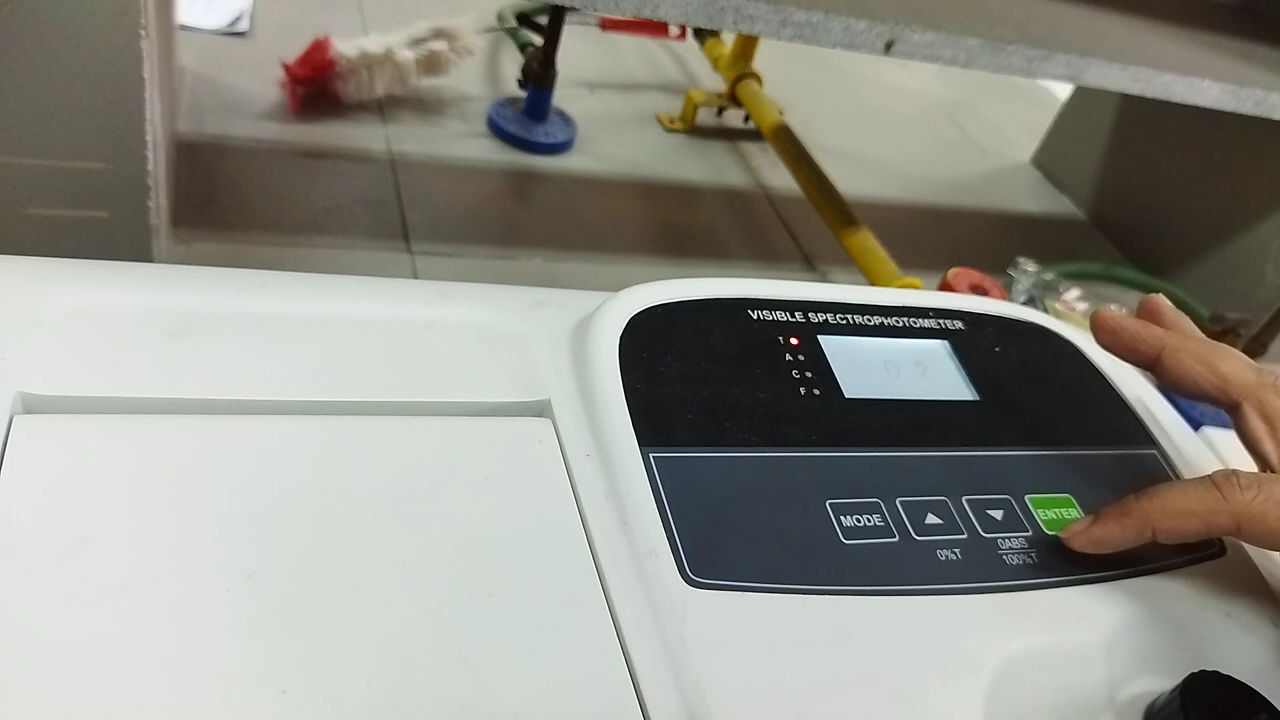 VISIBLE SPECTROPHOTOMETER
T
A
C
F
MODE
ENTER
0%T
0ABS
100%T